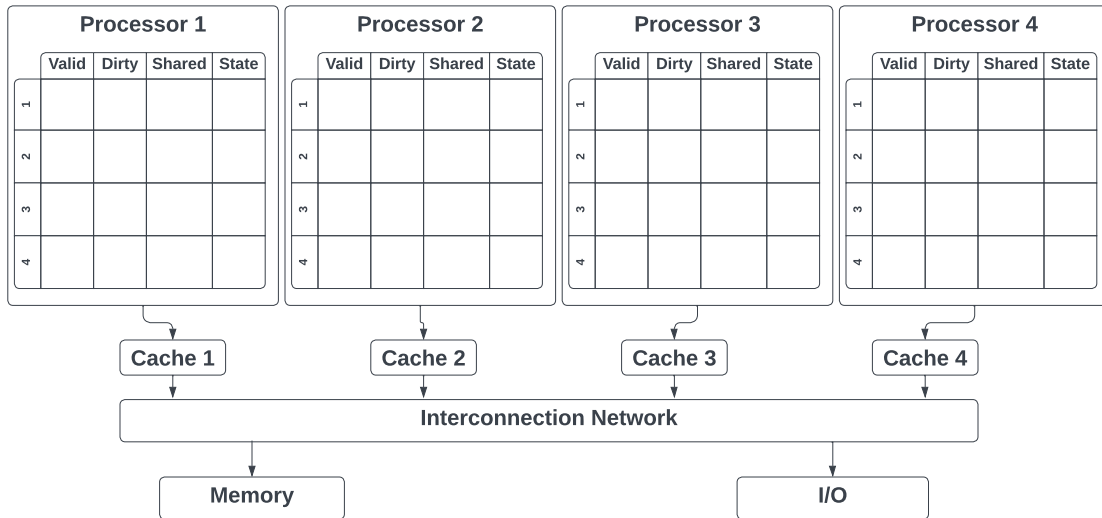 Processor 1 Processor 2 Processor 3 Processor 4
Valid Dirty Shared State Valid Dirty Shared State Valid Dirty Shared State Valid Dirty Shared State
1 1 1 1
2 2 2 2
3 3 3 3
4 4 4 4
Cache 1 Cache 2 Cache 3 Cache 4
Interconnection Network
Memory I/O